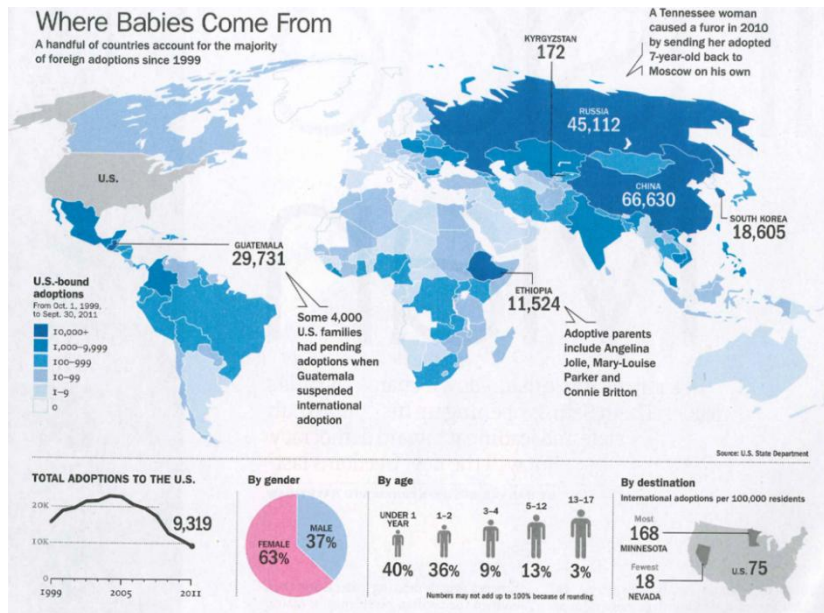 Where Babies Come From
A handful of countries account for the majority
of foreign adoptions since 1999
A Tennessee woman
caused a furor in 2010
by sending her adopted
7-year-old back to
Moscow on his own
KYRGYZSTAN
172
RUSSIA
45,112
U.S.
CHINA
66,630
SOUTH KOREA
18,605
GUATEMALA
29,731
ETHIOPIA
11,524
U.S.-bound
adoptions
From Oct. 1, 1999,
to Sept. 30, 2011
10,000+
1,000–9,999
100–999
10–99
1–9
0
Some 4,000
U.S. families
had pending
adoptions when
Guatemala
suspended
international
adoption
Adoptive parents
include Angelina
Jolie, Mary-Louise
Parker and
Connie Britton
Source: U.S. State Department
TOTAL ADOPTIONS TO THE U.S.
20K
10K
0
9,319
1999
2005
2011
By gender
FEMALE
63%
MALE
37%
By age
UNDER 1
YEAR
1–2
3–4
5–12
13–17
40%
36%
9%
13%
3%
Numbers may not add up to 100% because of rounding
By destination
International adoptions per 100,000 residents
Most
168
MINNESOTA
Fewest
18
NEVADA
U.S. 75